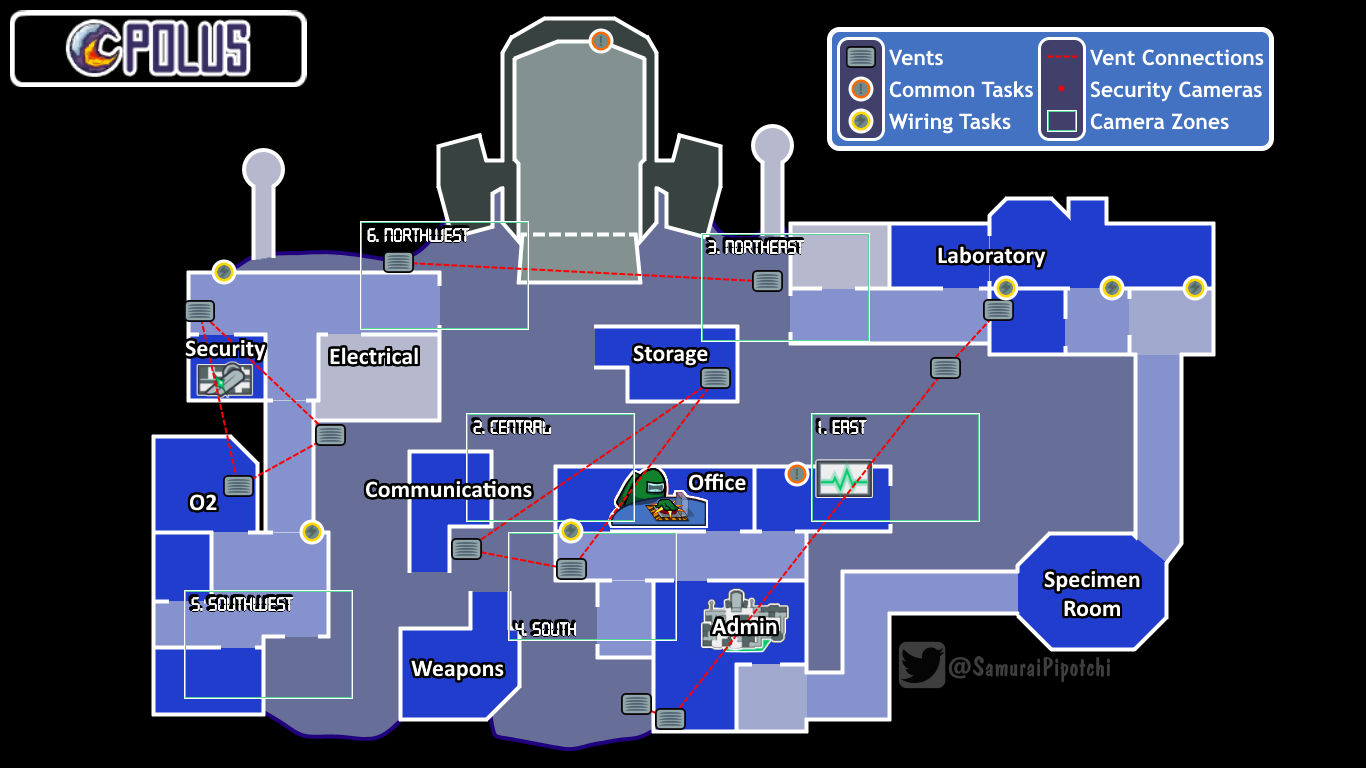 POLUS
Vents
Common Tasks
Wiring Tasks
Vent Connections
Security Cameras
Camera Zones
6. NORTHWEST
3. NORTHEAST
Laboratory
Security
Electrical
Storage
2. CENTRAL
1. EAST
Communications
Office
O2
5. SOUTHWEST
4. SOUTH
Specimen
Room
Admin
Weapons
@SamuraiPipotchi